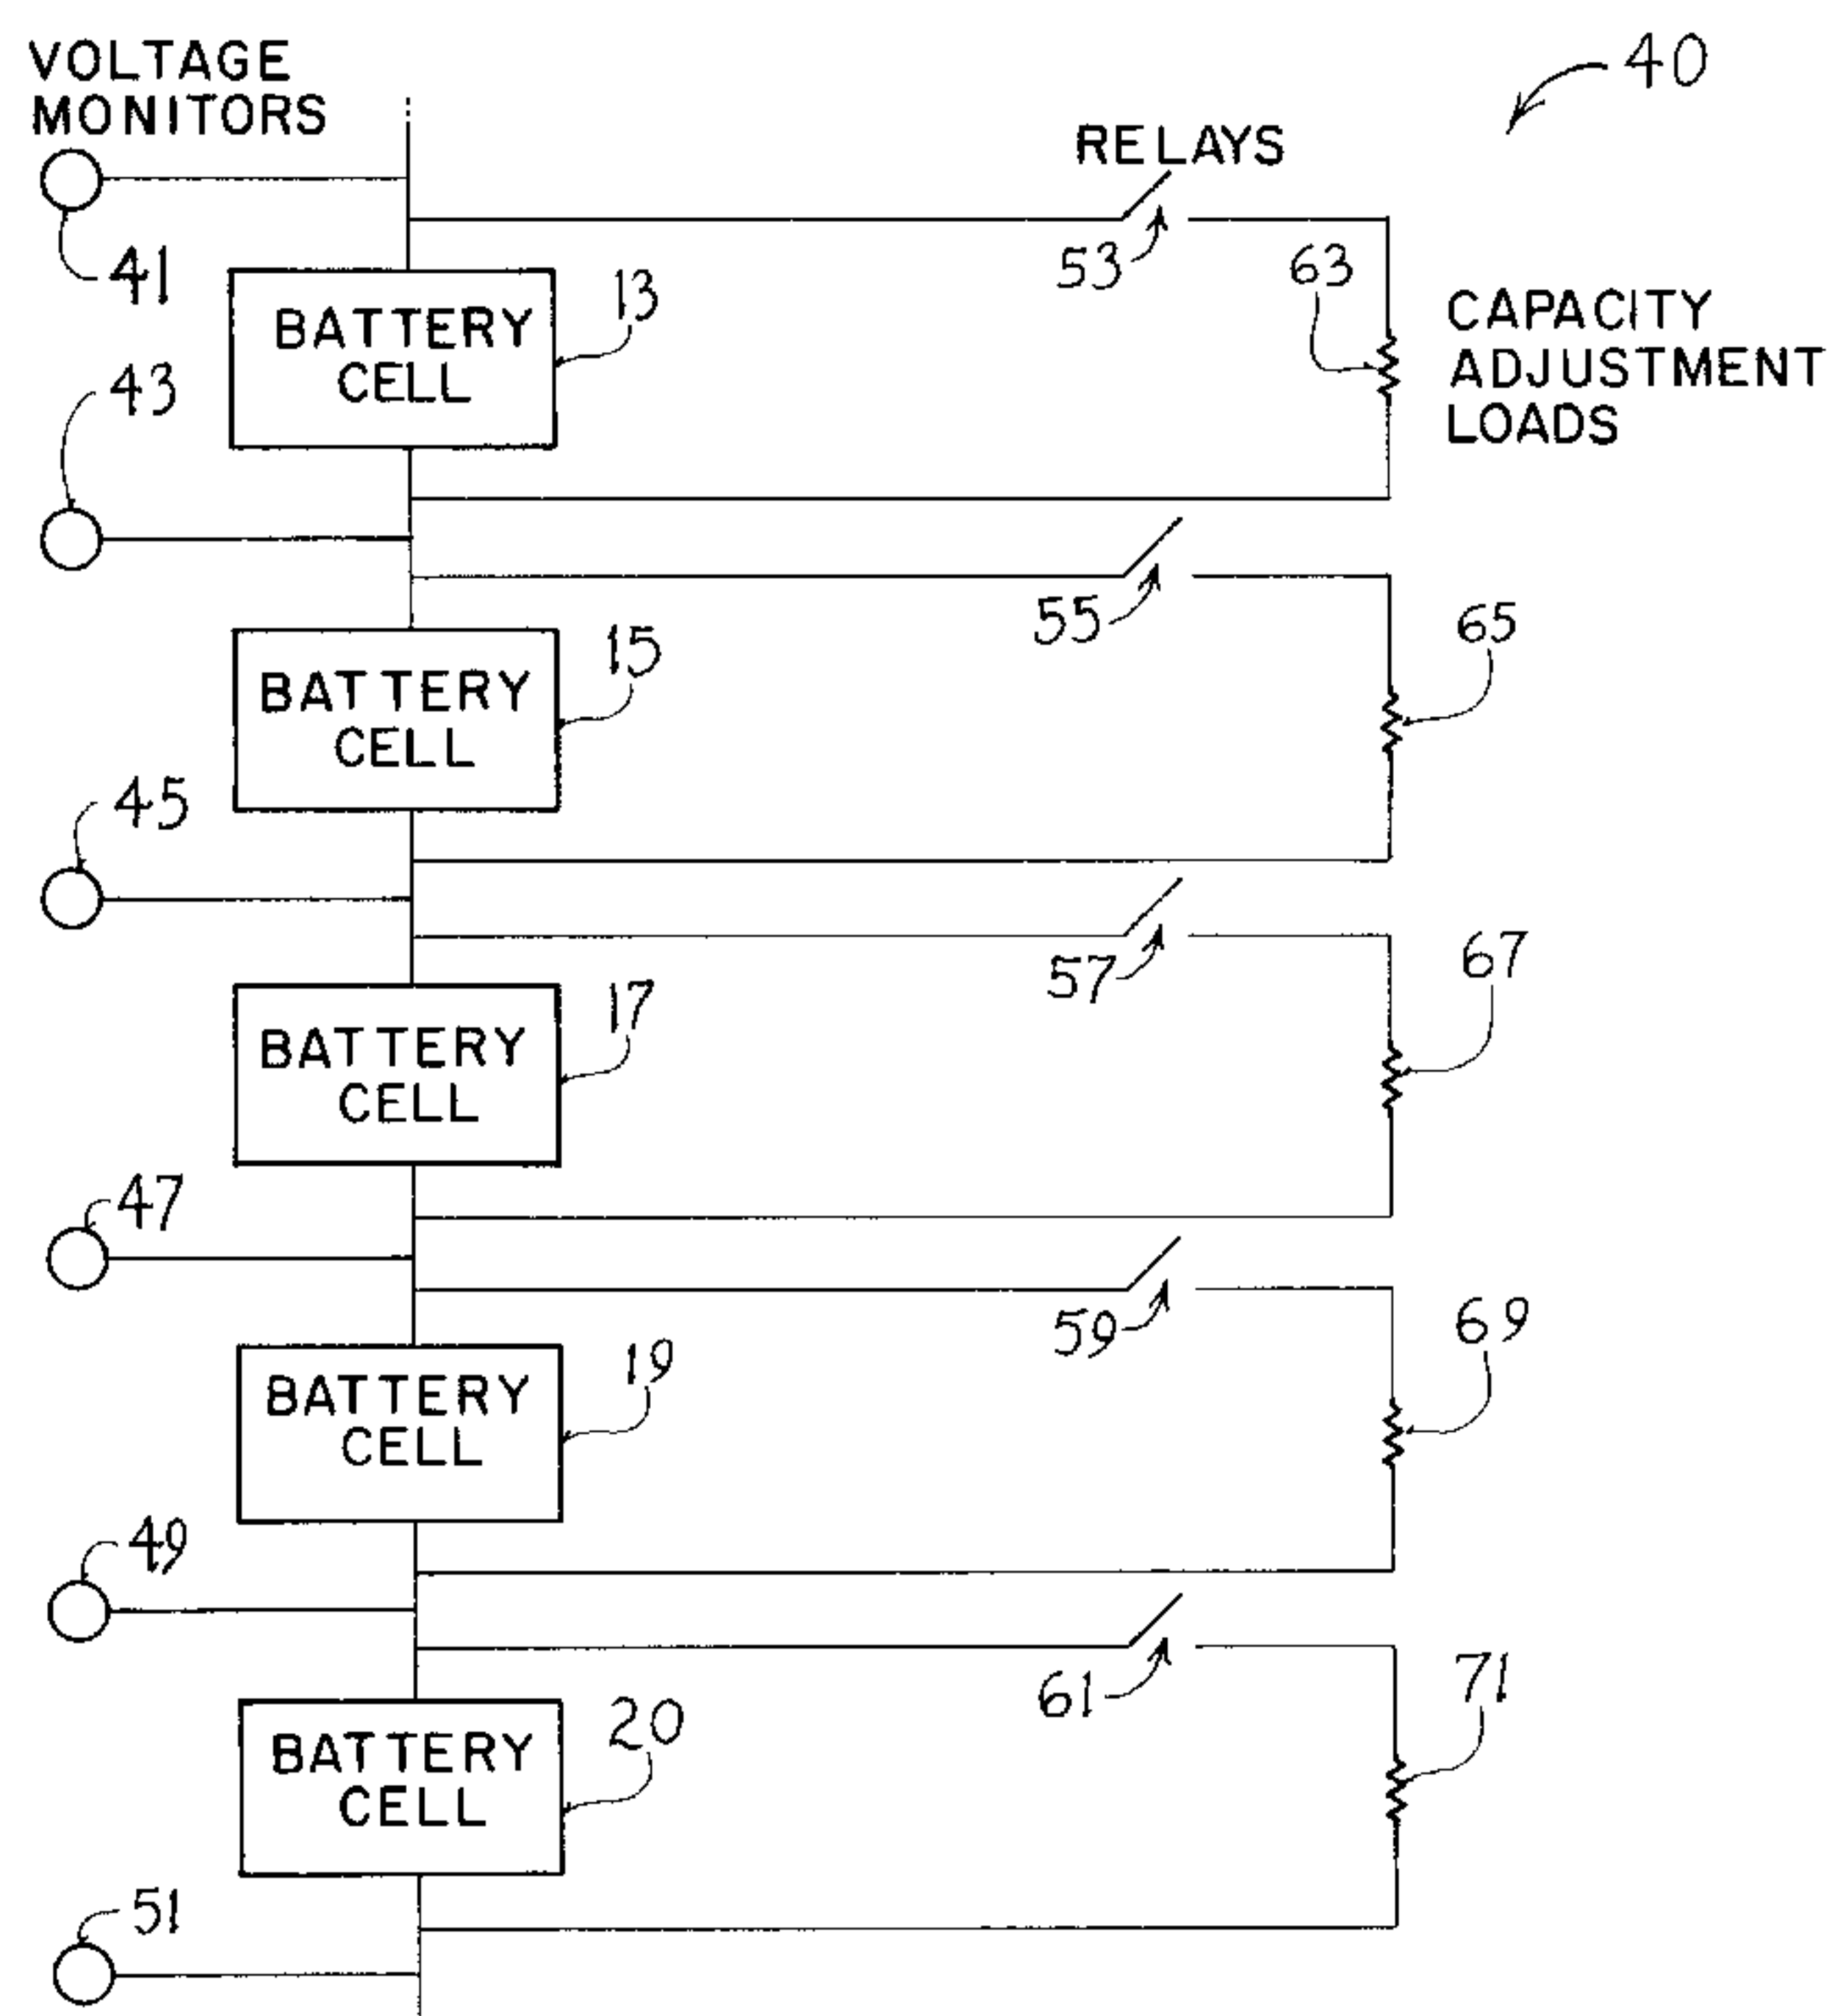 VOLTAGE
MONITORS
40
RELAYS
41
53
63
13
BATTERY
CELL
CAPACITY
ADJUSTMENT
LOADS
43
55
65
15
BATTERY
CELL
45
57
67
17
BATTERY
CELL
47
59
69
19
BATTERY
CELL
49
61
71
20
BATTERY
CELL
51